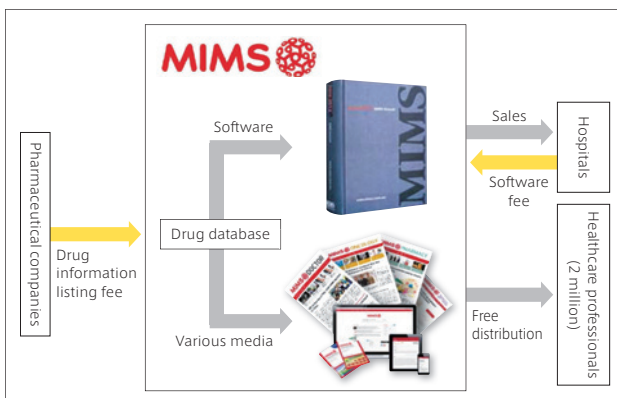 MIMS
Software
MIMS
Sales
Hospitals
Software
fee
Pharmaceutical
companies
Drug
information
listing fee
Drug database
Various media
Free
distribution
Healthcare professionals
(2 million)